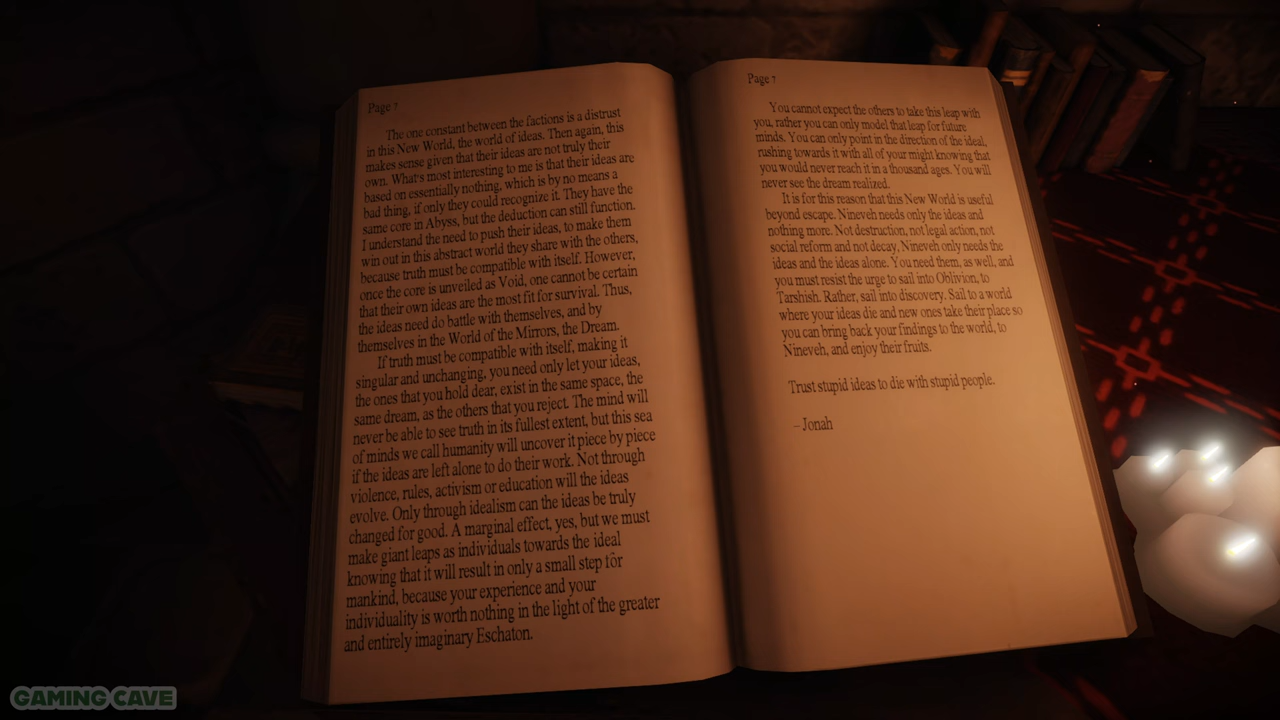 Page 7
The one constant between the factions is a distrust
in this New World, the world of ideas. Then again, this
makes sense given that their ideas are not truly their
own. What's most interesting to me is that their ideas are
based on essentially nothing, which is by no means a
bad thing, if only they could recognize it. They have the
same core in Abyss, but the deduction can still function.
I understand the need to push their ideas, to make them
win out in this abstract world they share with the others,
because truth must be compatible with itself. However,
once the core is unveiled as Void, one cannot be certain
that their own ideas are the most fit for survival. Thus,
the ideas need do battle with themselves, and by
themselves in the World of the Mirrors, the Dream.
If truth must be compatible with itself, making it
singular and unchanging, you need only let your ideas,
the ones that you hold dear, exist in the same space, the
same dream, as the others that you reject. The mind will
never be able to see truth in its fullest extent, but this sea
of minds we call humanity will uncover it piece by piece
if the ideas are left alone to do their work. Not through
violence, rules, activism or education will the ideas
evolve. Only through idealism can the ideas be truly
changed for good. A marginal effect, yes, but we must
make giant leaps as individuals towards the ideal
knowing that it will result in only a small step for
mankind, because your experience and your
individuality is worth nothing in the light of the greater
and entirely imaginary Eschaton.
Page 7
You cannot expect the others to take this leap with
you, rather you can only model that leap for future
minds. You can only point in the direction of the ideal,
rushing towards it with all of your might knowing that
you would never reach it in a thousand ages. You will
never see the dream realized.
It is for this reason that this New World is useful
beyond escape. Nineveh needs only the ideas and
nothing more. Not destruction, not legal action, not
social reform and not decay, Nineveh only needs the
ideas and the ideas alone. You need them, as well, and
you must resist the urge to sail into Oblivion, to
Tarshish. Rather, sail into discovery. Sail to a world
where your ideas die and new ones take their place so
you can bring back your findings to the world, to
Nineveh, and enjoy their fruits.
Trust stupid ideas to die with stupid people.
– Jonah
GAMING CAVE